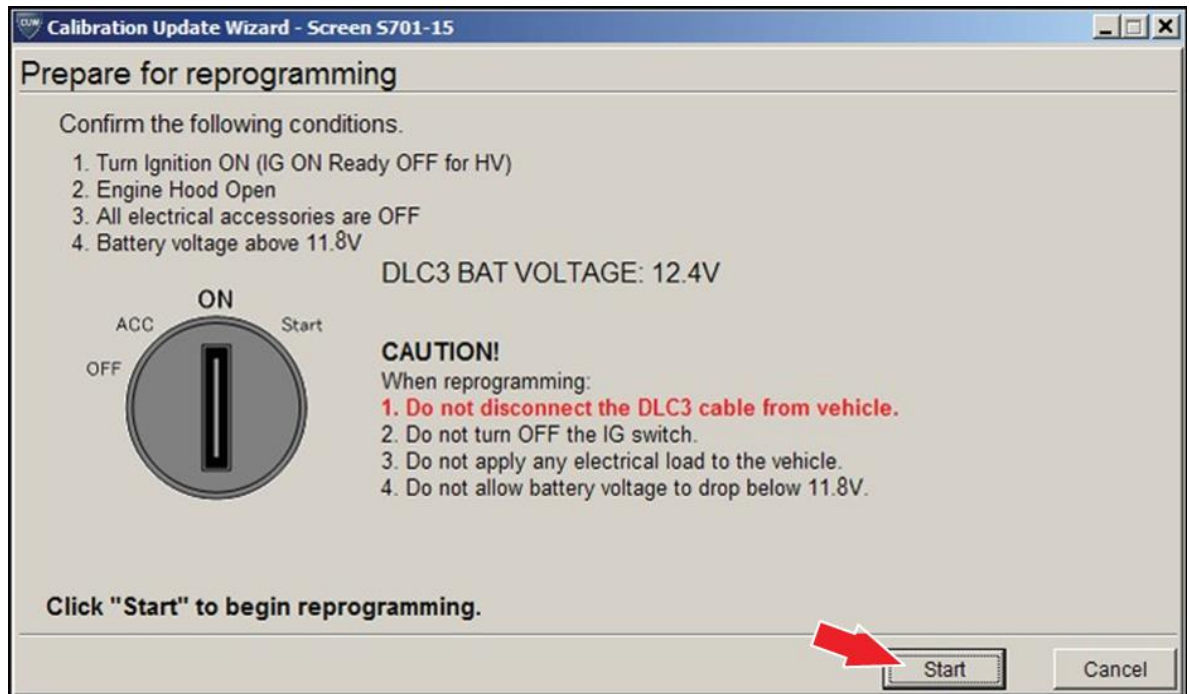 CUW Calibration Update Wizard - Screen S701-15
Prepare for reprogramming
Confirm the following conditions.
1. Turn Ignition ON (IG ON Ready OFF for HV)
2. Engine Hood Open
3. All electrical accessories are OFF
4. Battery voltage above 11.8V
DLC3 BAT VOLTAGE: 12.4V
ON
ACC
Start
OFF
CAUTION!
When reprogramming:
1. Do not disconnect the DLC3 cable from vehicle.
2. Do not turn OFF the IG switch.
3. Do not apply any electrical load to the vehicle.
4. Do not allow battery voltage to drop below 11.8V.
Click "Start" to begin reprogramming.
Start
Cancel